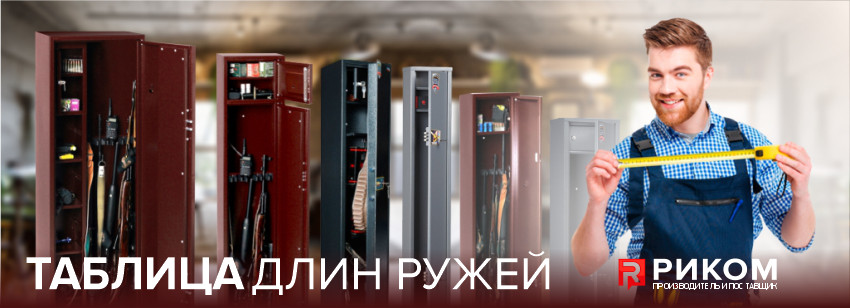 ТАБЛИЦА ДЛИН РУЖЕЙ
РИКОМ
ПРОИЗВОДИТЕЛЬ И ПОСТАВЩИК